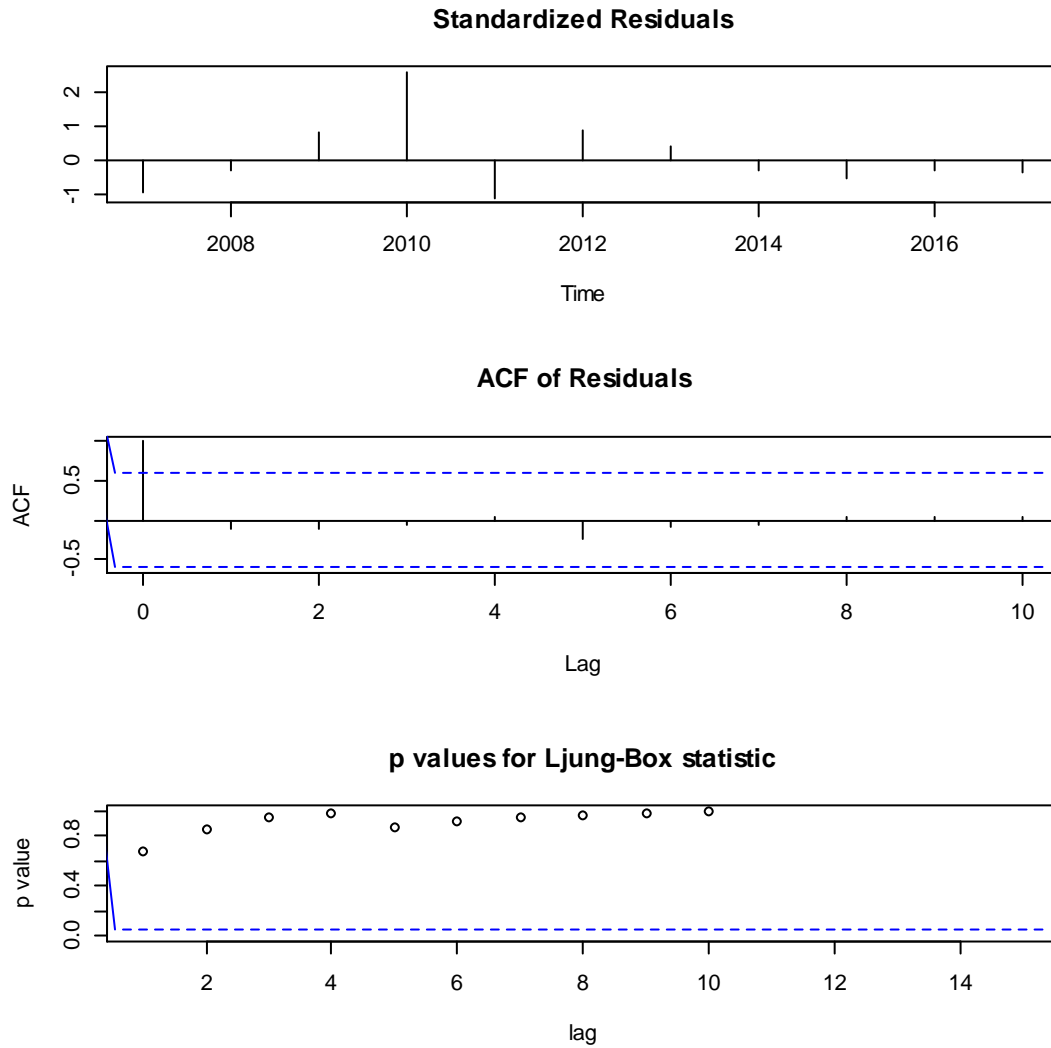 Standardized Residuals
2
1
0
-1
2008 2010 2012 2014 2016
Time
ACF of Residuals
ACF
0.5
-0.5
0 2 4 6 8 10
Lag
p values for Ljung-Box statistic
p value
0.8
0.4
0.0
2 4 6 8 10 12 14
lag